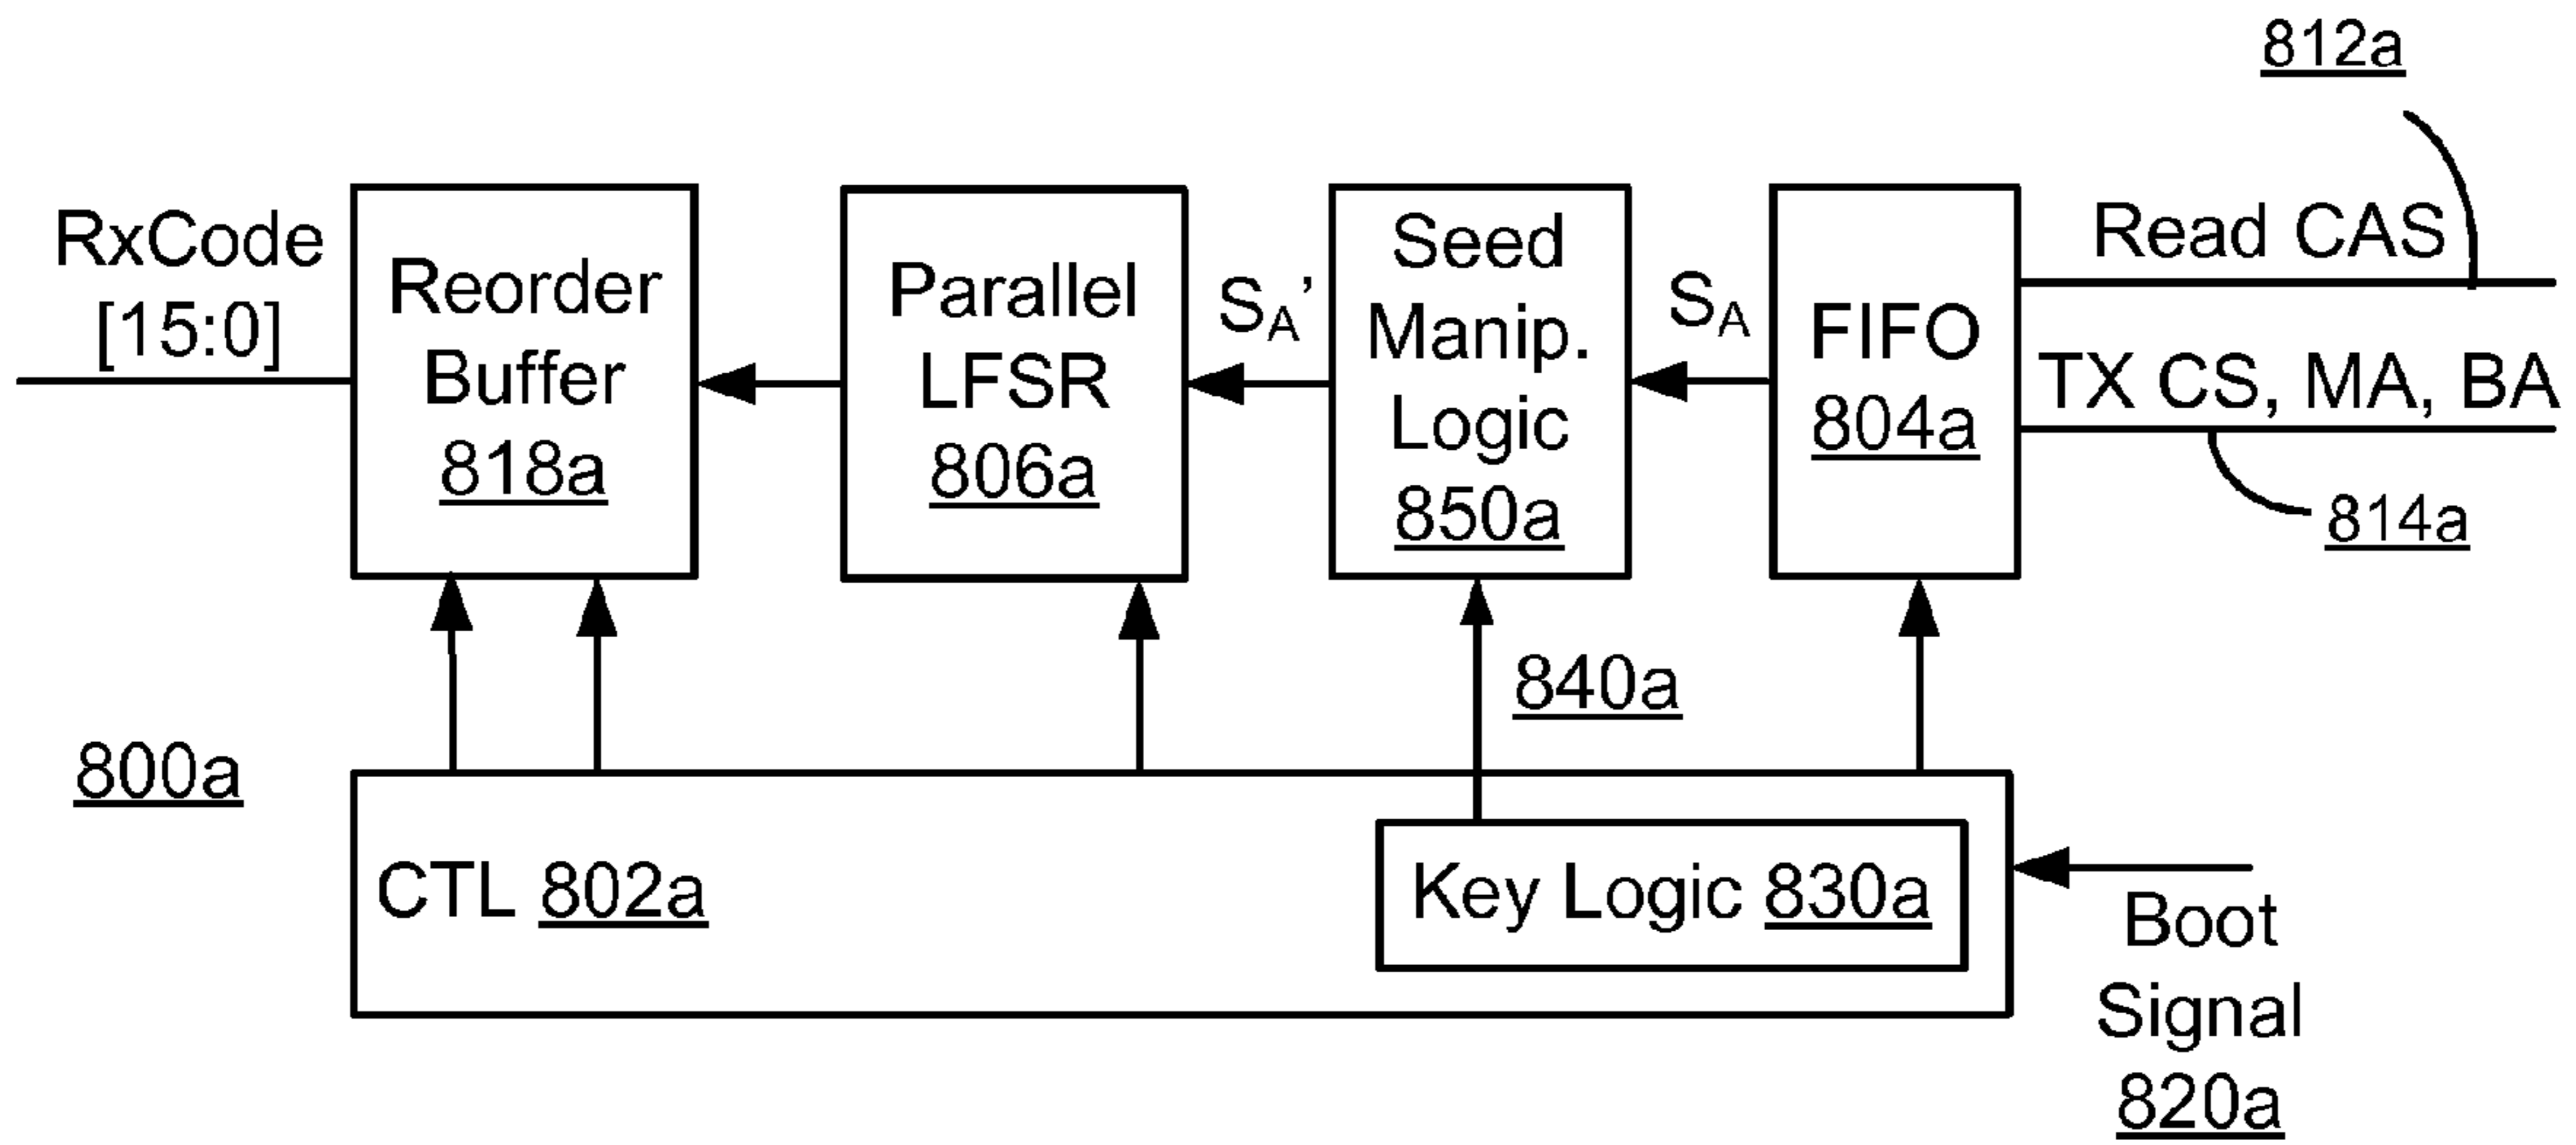 812a
RxCode
[15:0]
Reorder
Buffer
818a
Parallel
LFSR
806a
SA’
Seed
Manip.
Logic
850a
SA
FIFO
804a
Read CAS
TX CS, MA, BA
814a
840a
800a
CTL 802a
Key Logic 830a
Boot
Signal
820a